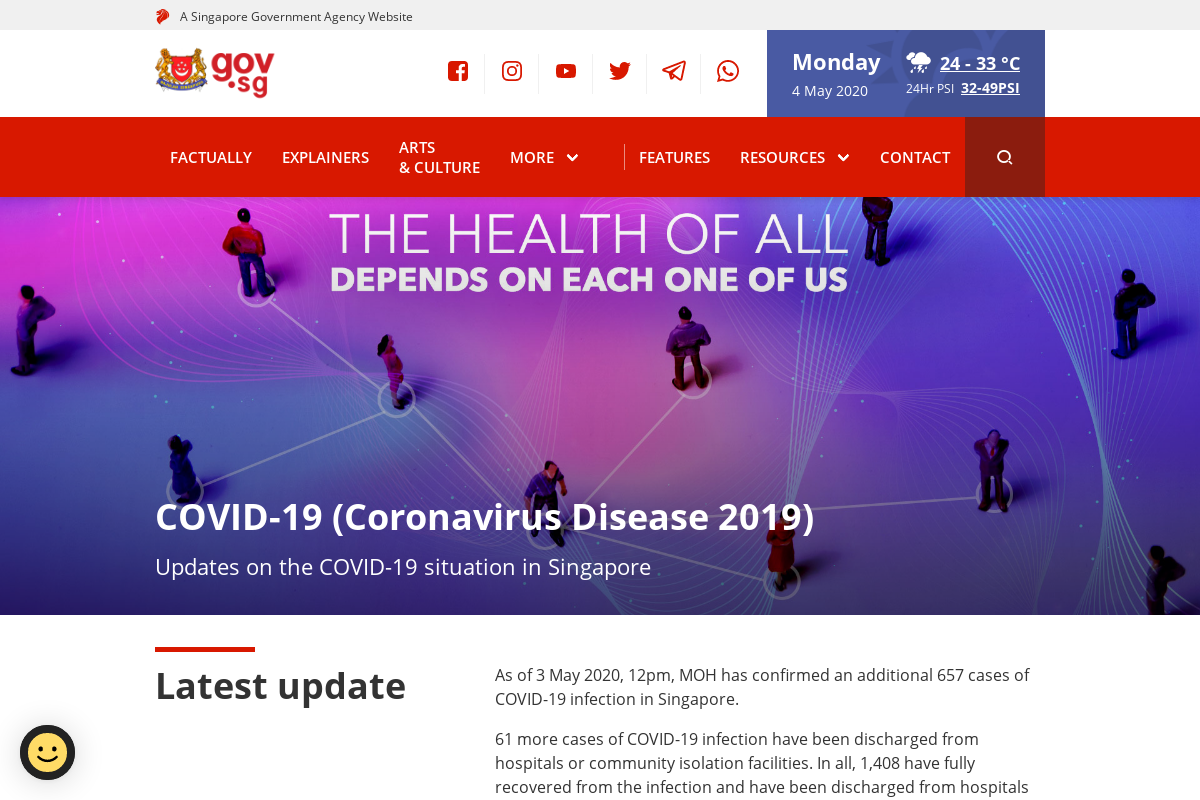 A Singapore Government Agency Website
gov
.sg
Monday
4 May 2020
24 - 33 °C
24Hr PSI 32-49PSI
FACTUALLY
EXPLAINERS
ARTS
& CULTURE
MORE
FEATURES
RESOURCES
CONTACT
THE HEALTH OF ALL
DEPENDS ON EACH ONE OF US
COVID-19 (Coronavirus Disease 2019)
Updates on the COVID-19 situation in Singapore
Latest update
As of 3 May 2020, 12pm, MOH has confirmed an additional 657 cases of
COVID-19 infection in Singapore.
61 more cases of COVID-19 infection have been discharged from
hospitals or community isolation facilities. In all, 1,408 have fully
recovered from the infection and have been discharged from hospitals